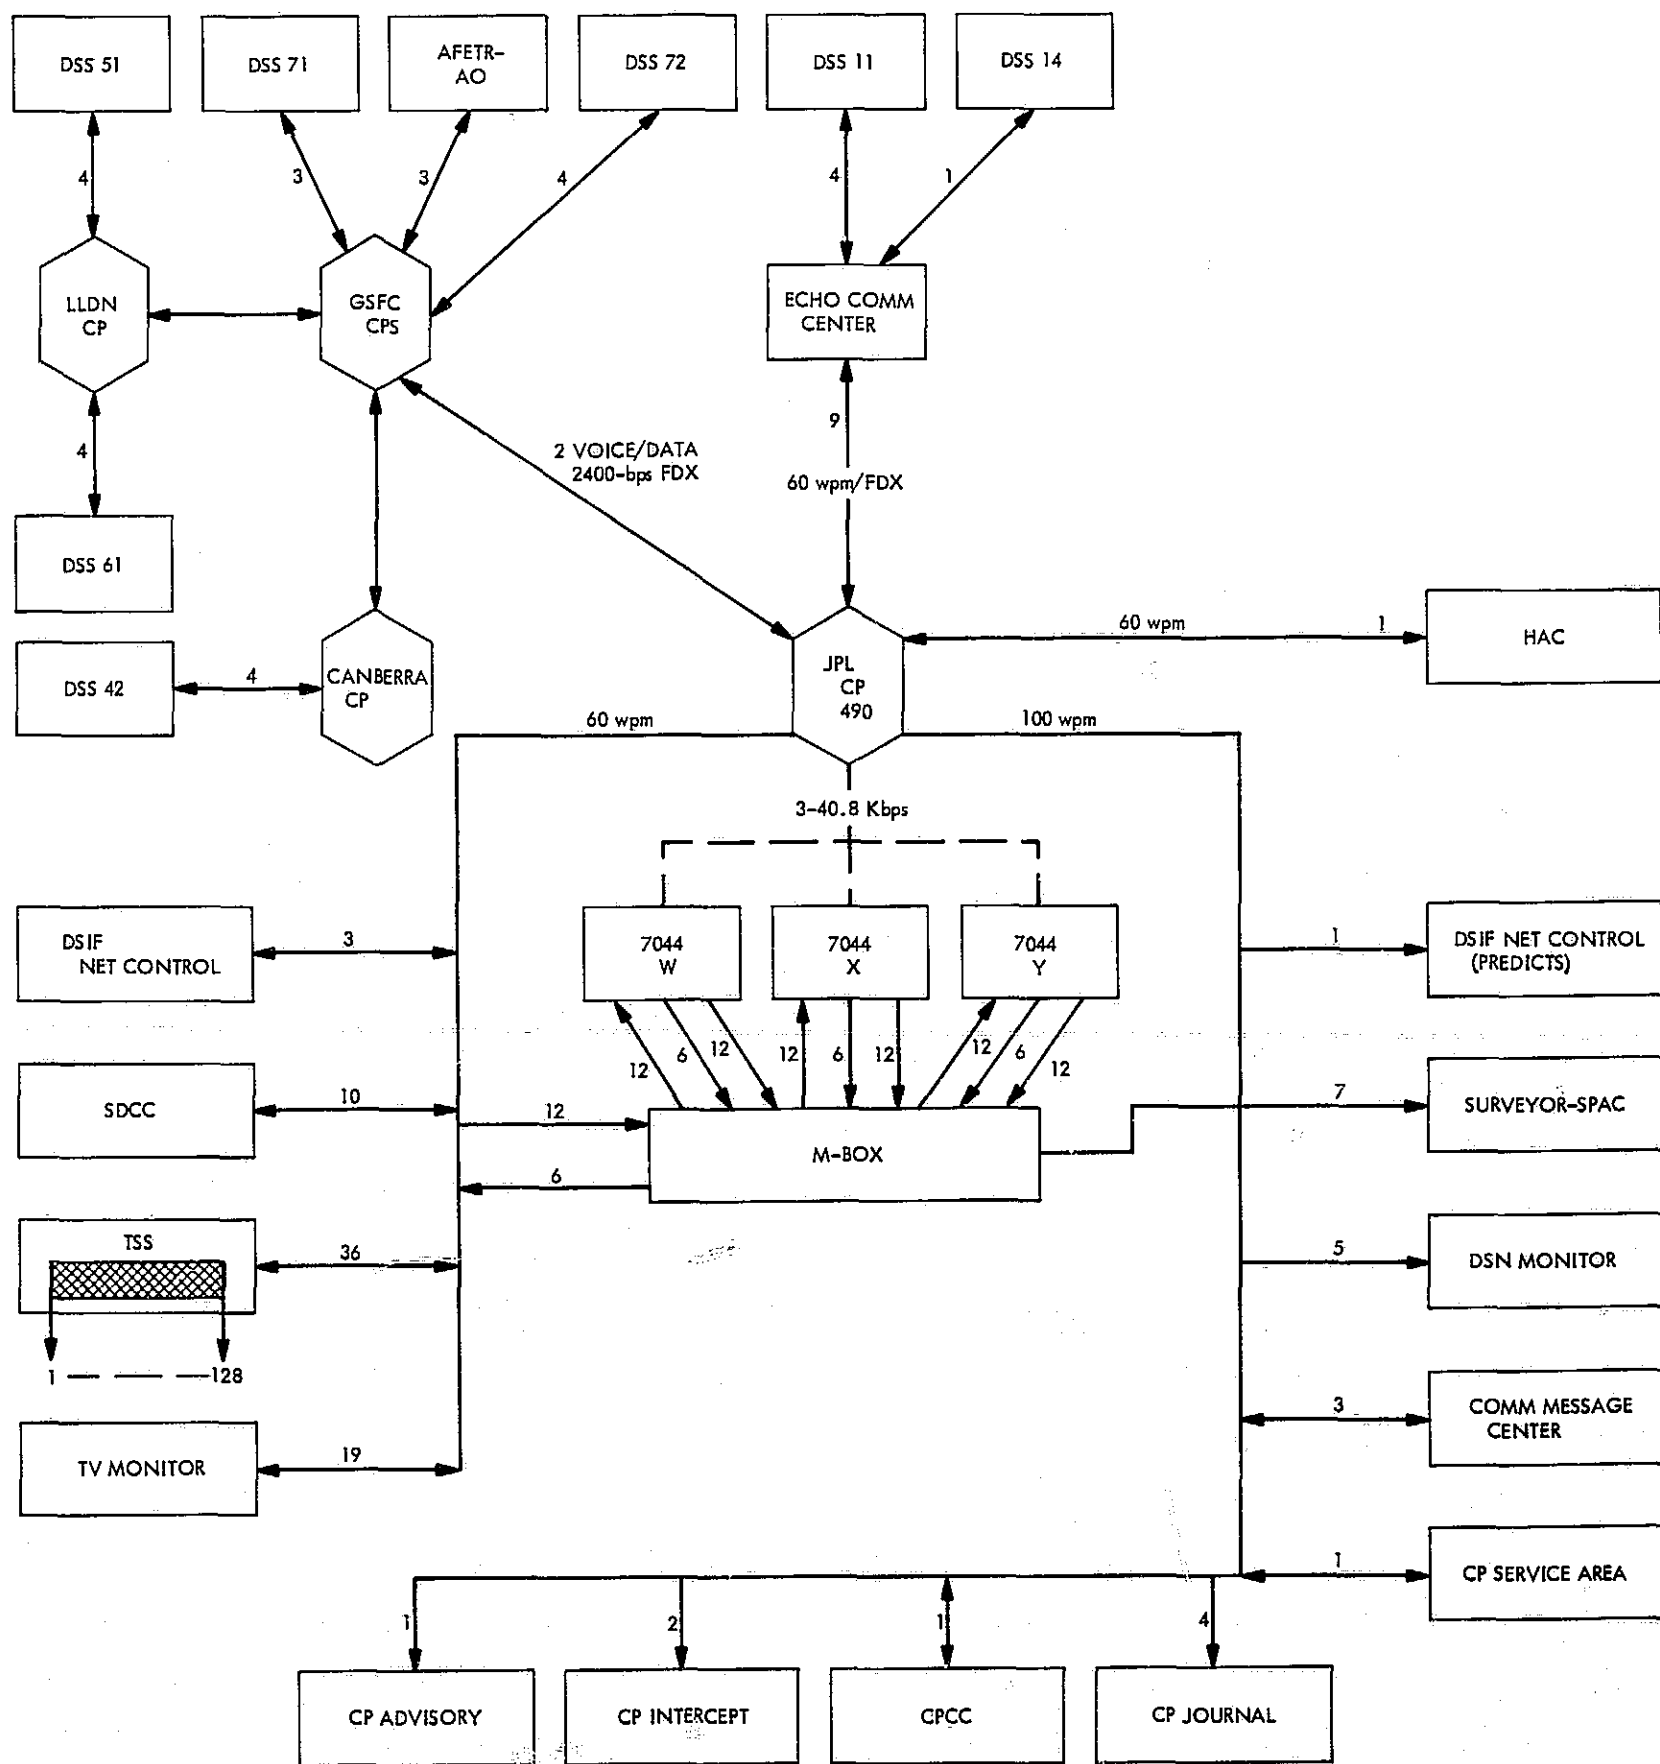 DSS 51
DSS 71
AFETR-
AO
DSS 72
DSS 11
DSS 14
4
3
3
4
4
1
LLDN
CP
GSFC
CPS
ECHO COMM
CENTER
4
9
2 VOICE/DATA
2400-bps FDX
60 wpm/FDX
DSS 61
60 wpm
1
HAC
DSS 42
4
CANBERRA
CP
JPL
CP
490
60 wpm
100 wpm
3-40.8 Kbps
DSIF
NET CONTROL
3
7044
W
7044
X
7044
Y
1
DSIF NET CONTROL
(PREDICTS)
12
6
12
12
6
12
12
6
12
SDCC
10
12
7
SURVEYOR-SPAC
M-BOX
6
TSS
36
5
DSN MONITOR
1
128
3
COMM MESSAGE
CENTER
TV MONITOR
19
1
CP SERVICE AREA
1
2
1
4
CP ADVISORY
CP INTERCEPT
CPCC
CP JOURNAL